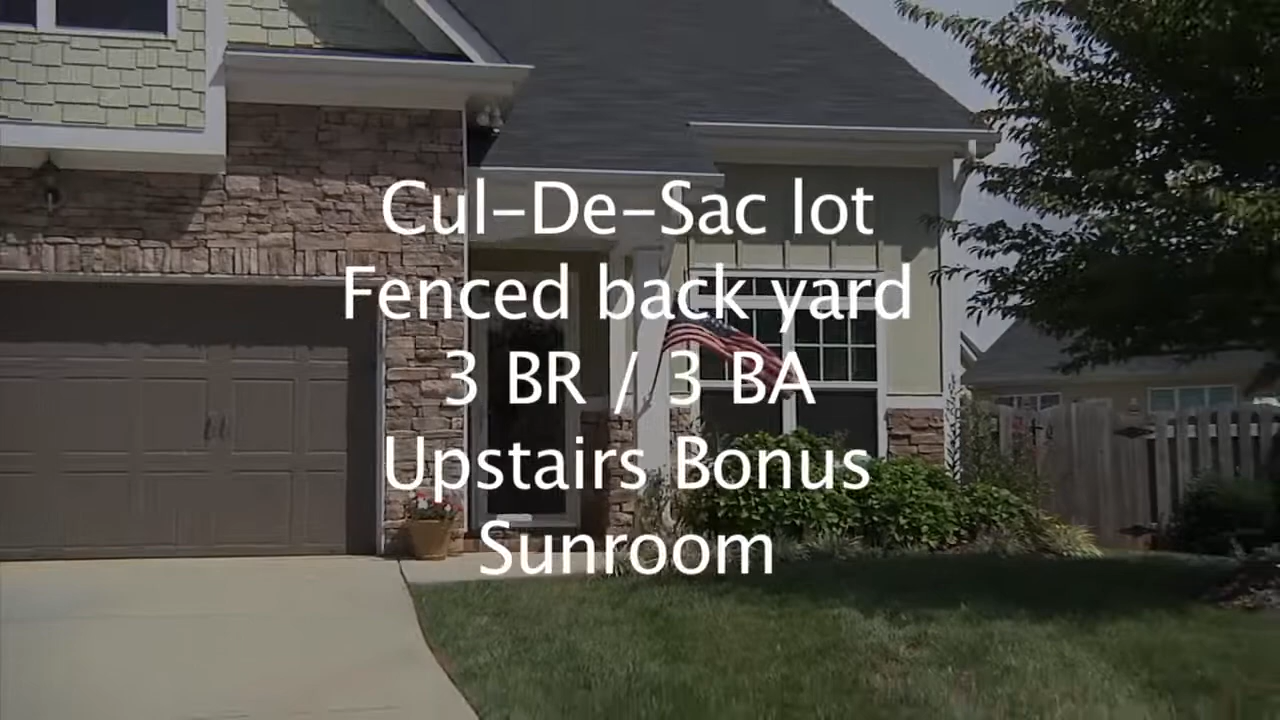 Cul-De-Sac lot
Fenced back yard
3 BR / 3 BA
Upstairs Bonus
Sunroom